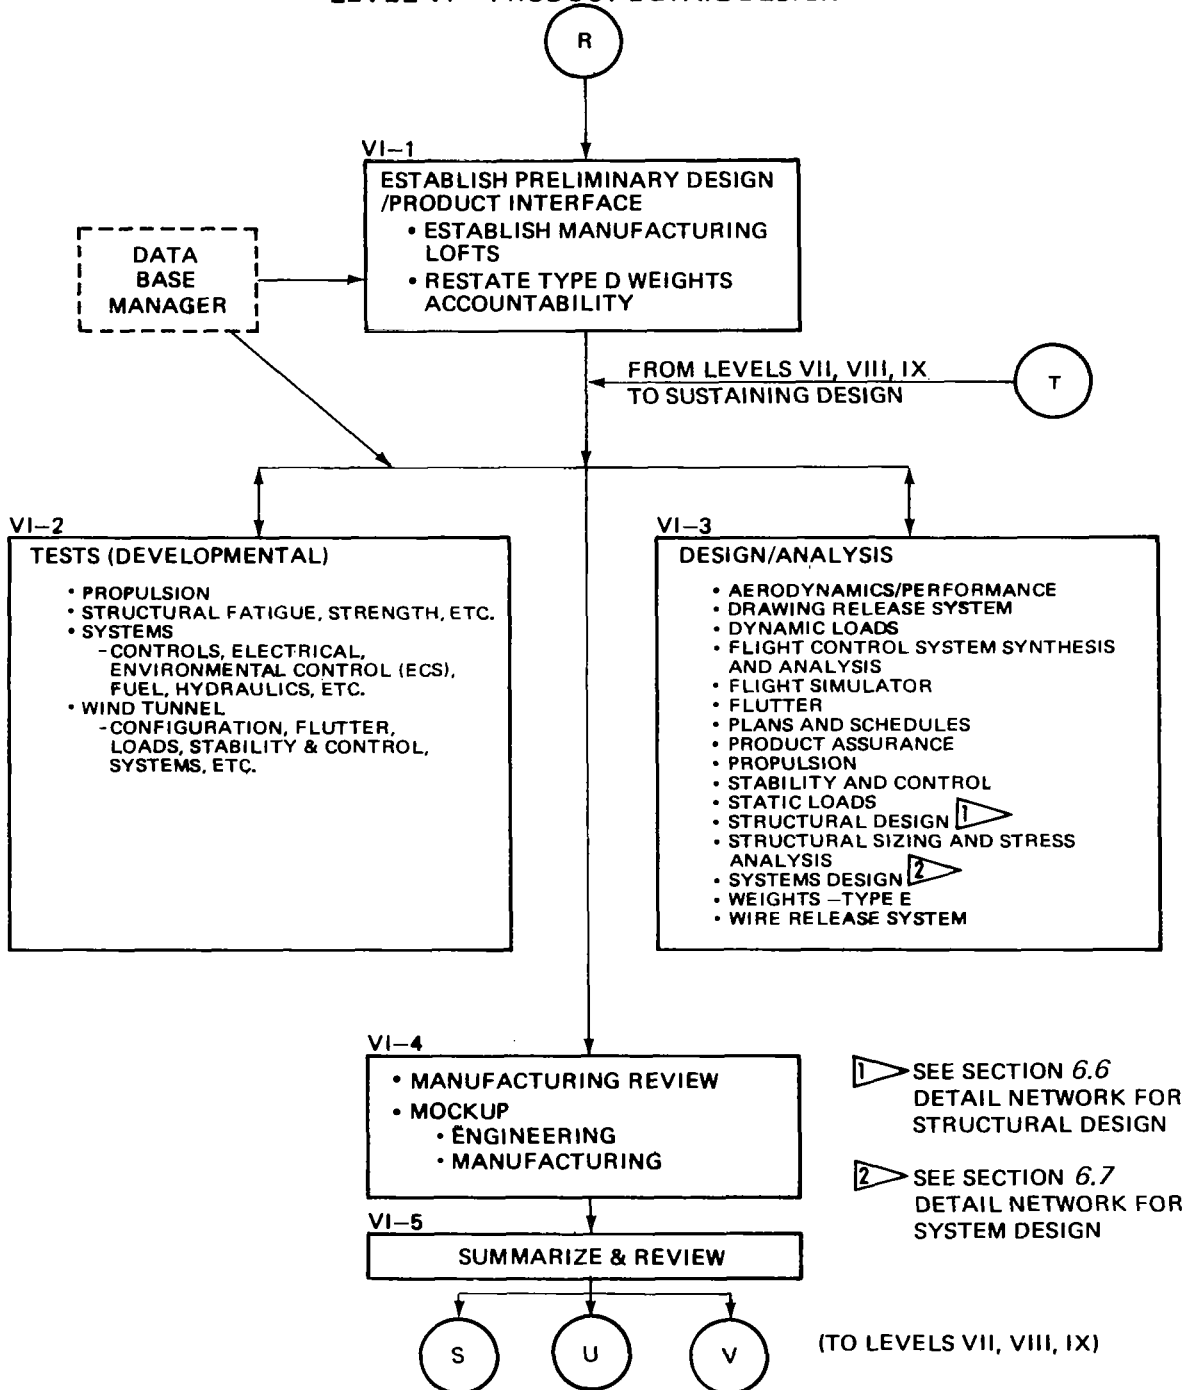 R
VI-1
ESTABLISH PRELIMINARY DESIGN
/PRODUCT INTERFACE
• ESTABLISH MANUFACTURING
LOFTS
• RESTATE TYPE D WEIGHTS
ACCOUNTABILITY
DATA
BASE
MANAGER
FROM LEVELS VII, VIII, IX
TO SUSTAINING DESIGN
T
VI-2
TESTS (DEVELOPMENTAL)
• PROPULSION
• STRUCTURAL FATIGUE, STRENGTH, ETC.
• SYSTEMS
-CONTROLS, ELECTRICAL,
ENVIRONMENTAL CONTROL (ECS),
FUEL, HYDRAULICS, ETC.
• WIND TUNNEL
-CONFIGURATION, FLUTTER,
LOADS, STABILITY & CONTROL,
SYSTEMS, ETC.
VI-3
DESIGN/ANALYSIS
• AERODYNAMICS/PERFORMANCE
• DRAWING RELEASE SYSTEM
• DYNAMIC LOADS
• FLIGHT CONTROL SYSTEM SYNTHESIS
AND ANALYSIS
• FLIGHT SIMULATOR
• FLUTTER
• PLANS AND SCHEDULES
• PRODUCT ASSURANCE
• PROPULSION
• STABILITY AND CONTROL
• STATIC LOADS
• STRUCTURAL DESIGN 1
• STRUCTURAL SIZING AND STRESS
ANALYSIS
• SYSTEMS DESIGN 2
• WEIGHTS -TYPE E
• WIRE RELEASE SYSTEM
VI-4
• MANUFACTURING REVIEW
• MOCKUP
• ENGINEERING
• MANUFACTURING
1 SEE SECTION 6.6
DETAIL NETWORK FOR
STRUCTURAL DESIGN
2 SEE SECTION 6.7
DETAIL NETWORK FOR
SYSTEM DESIGN
VI-5
SUMMARIZE & REVIEW
S U V (TO LEVELS VII, VIII, IX)